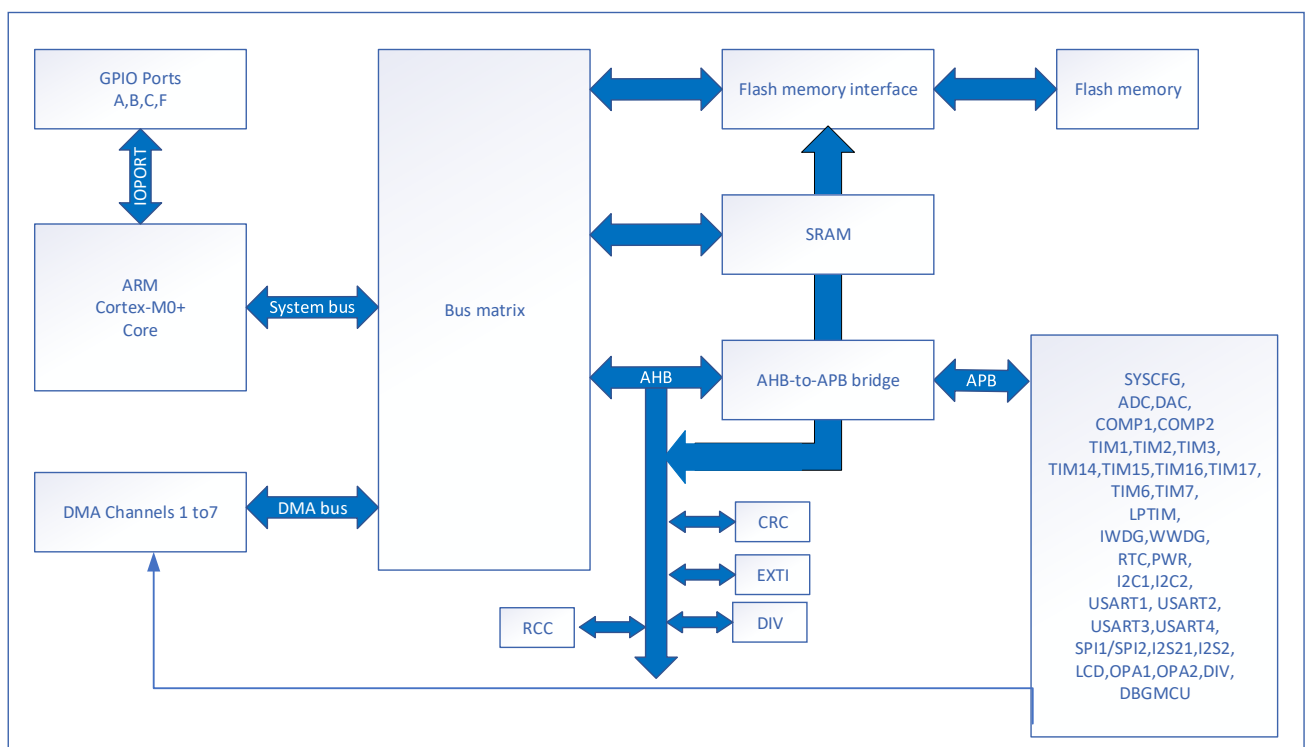 GPIO Ports
A,B,C,F
IOPORT
ARM
Cortex-M0+
Core
System bus
DMA Channels 1 to7
DMA bus
Bus matrix
Flash memory interface
Flash memory
SRAM
AHB
AHB-to-APB bridge
APB
CRC
EXTI
RCC
DIV
SYSCFG,
ADC,DAC,
COMP1,COMP2
TIM1,TIM2,TIM3,
TIM14,TIM15,TIM16,TIM17,
TIM6,TIM7,
LPTIM,
IWDG,WWDG,
RTC,PWR,
I2C1,I2C2,
USART1, USART2,
USART3,USART4,
SPI1/SPI2,I2S21,I2S2,
LCD,OPA1,OPA2,DIV,
DBGMCU